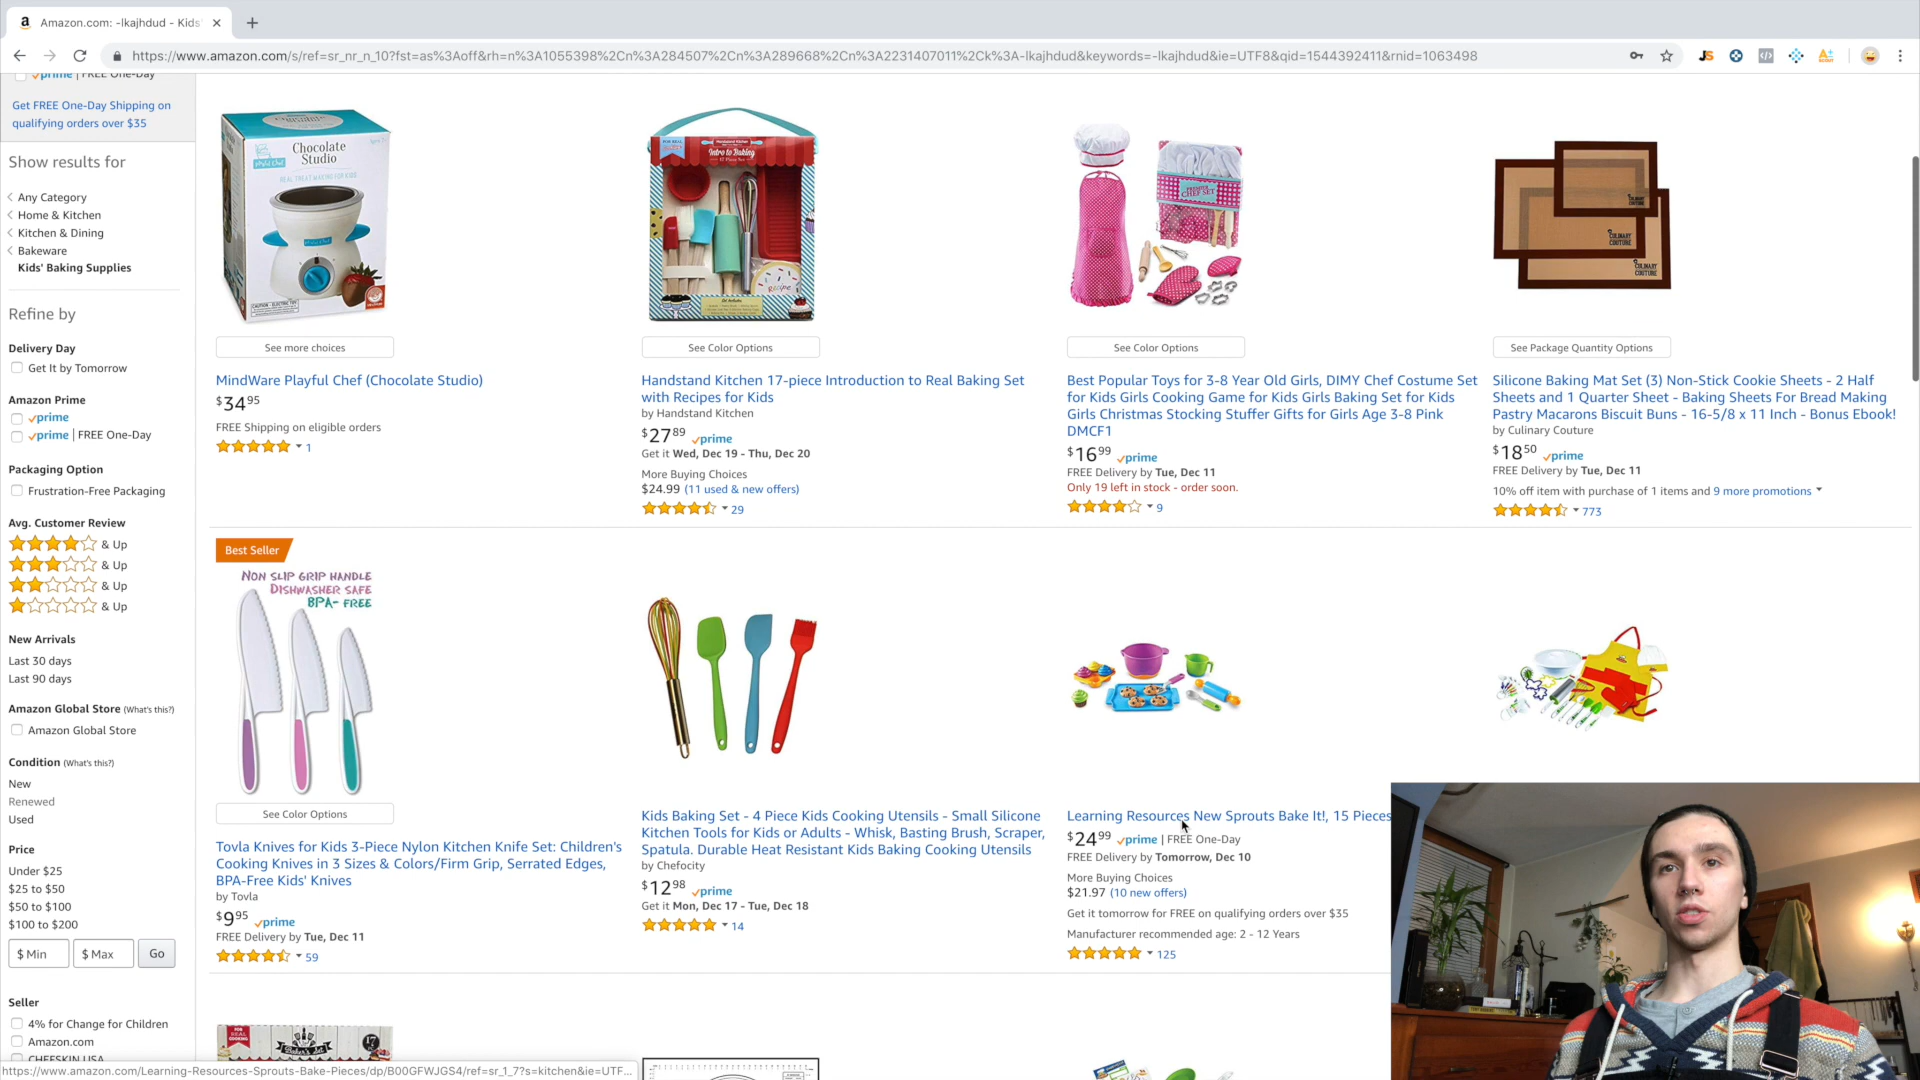 Amazon.com: -lkajhdud - Kids'
https://www.amazon.com/s/ref=sr_nr_n_10?fst=as%3Aoff&rh=n%3A1055398%2Cn%3A284507%2Cn%3A289668%2Cn%3A2231407011%2Ck%3A-lkajhdud&keywords=-lkajhdud&ie=UTF8&qid=1544392411&rnid=1063498
prime | FREE One-Day
Get FREE One-Day Shipping on
qualifying orders over $35
Show results for
Any Category
Home & Kitchen
Kitchen & Dining
Bakeware
Kids' Baking Supplies
Refine by
Delivery Day
Get It by Tomorrow
Amazon Prime
prime
prime | FREE One-Day
Packaging Option
Frustration-Free Packaging
Avg. Customer Review
& Up
& Up
& Up
& Up
New Arrivals
Last 30 days
Last 90 days
Amazon Global Store (What's this?)
Amazon Global Store
Condition (What's this?)
New
Renewed
Used
Price
Under $25
$25 to $50
$50 to $100
$100 to $200
$ Min
$ Max
Go
Seller
4% for Change for Children
Amazon.com
CHEFSKIN USA
Chocolate
Studio
REAL TREAT MAKING FOR KIDS
See more choices
MindWare Playful Chef (Chocolate Studio)
$34.95
FREE Shipping on eligible orders
1
Intro to Baking
Recipe
See Color Options
Handstand Kitchen 17-piece Introduction to Real Baking Set
with Recipes for Kids
by Handstand Kitchen
$27.89 prime
Get it Wed, Dec 19 - Thu, Dec 20
More Buying Choices
$24.99 (11 used & new offers)
29
CHEF SET
See Color Options
Best Popular Toys for 3-8 Year Old Girls, DIMY Chef Costume Set
for Kids Girls Cooking Game for Kids Girls Baking Set for Kids
Girls Christmas Stocking Stuffer Gifts for Girls Age 3-8 Pink
DMCF1
$16.99 prime
FREE Delivery by Tue, Dec 11
Only 19 left in stock - order soon.
9
CULINARY
COUTURE
CULINARY
COUTURE
See Package Quantity Options
Silicone Baking Mat Set (3) Non-Stick Cookie Sheets - 2 Half
Sheets and 1 Quarter Sheet - Baking Sheets For Bread Making
Pastry Macarons Biscuit Buns - 16-5/8 x 11 Inch - Bonus Ebook!
by Culinary Couture
$18.50 prime
FREE Delivery by Tue, Dec 11
10% off item with purchase of 1 items and 9 more promotions
773
Best Seller
NON SLIP GRIP HANDLE
DISHWASHER SAFE
BPA- FREE
See Color Options
Tovla Knives for Kids 3-Piece Nylon Kitchen Knife Set: Children's
Cooking Knives in 3 Sizes & Colors/Firm Grip, Serrated Edges,
BPA-Free Kids' Knives
by Tovla
$9.95 prime
FREE Delivery by Tue, Dec 11
59
Kids Baking Set - 4 Piece Kids Cooking Utensils - Small Silicone
Kitchen Tools for Kids or Adults - Whisk, Basting Brush, Scraper,
Spatula. Durable Heat Resistant Kids Baking Cooking Utensils
by Chefocity
$12.98 prime
Get it Mon, Dec 17 - Tue, Dec 18
14
Learning Resources New Sprouts Bake It!, 15 Pieces
$24.99 prime | FREE One-Day
FREE Delivery by Tomorrow, Dec 10
More Buying Choices
$21.97 (10 new offers)
Get it tomorrow for FREE on qualifying orders over $35
Manufacturer recommended age: 2 - 12 Years
125
https://www.amazon.com/Learning-Resources-Sprouts-Bake-Pieces/dp/B00GFWJGS4/ref=sr_1_7?s=kitchen&ie=UTF...